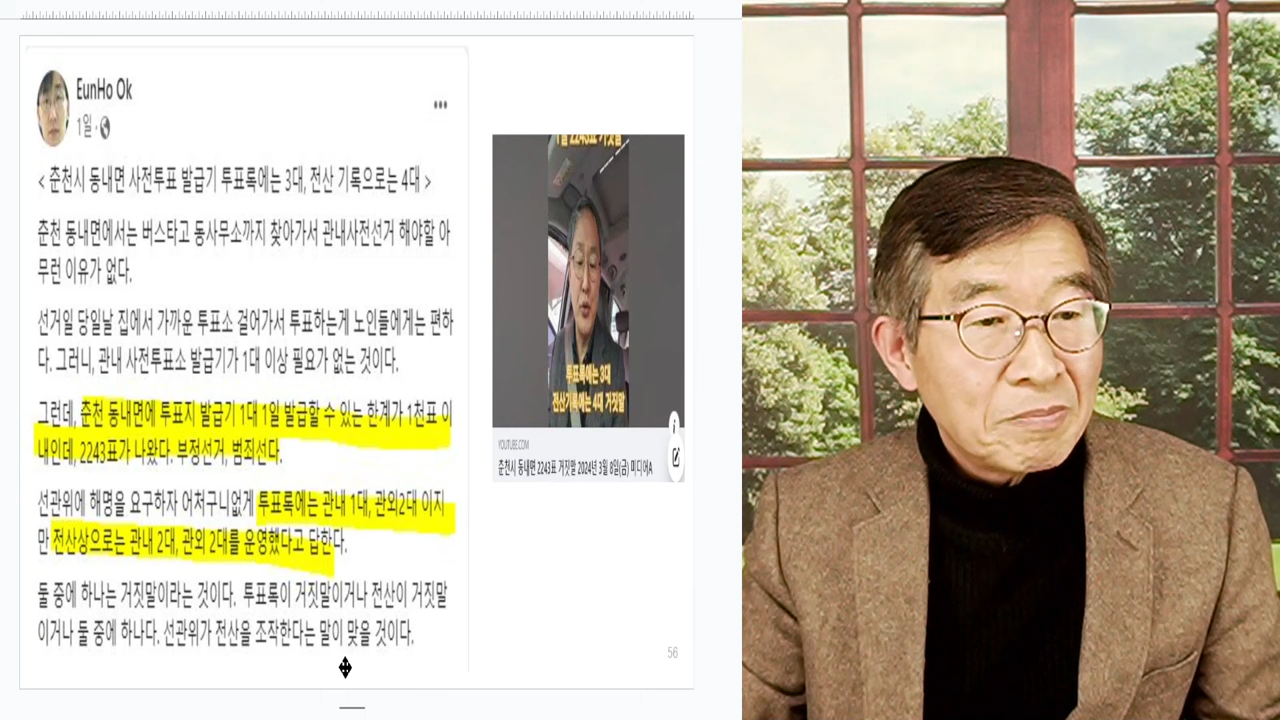 EunHo Ok
1일
< 춘천시 동내면 사전투표 발급기 투표록에는 3대, 전산 기록으로는 4대 >
춘천 동내면에서는 버스타고 동사무소까지 찾아가서 관내사전선거 해야할 아
무런 이유가 없다.
선거일 당일날 집에서 가까운 투표소 걸어가서 투표하는게 노인들에게는 편하
다. 그러니, 관내 사전투표소 발급기가 1대 이상 필요가 없는 것이다.
그런데, 춘천 동내면에 투표지 발급기 1대 1일 발급할 수 있는 한계가 1천표 이
내인데, 2243표가 나왔다. 부정선거, 범죄선다.
선관위에 해명을 요구하자 어처구니없게 투표록에는 관내 1대, 관외2대 이지
만 전산상으로는 관내 2대, 관외 2대를 운영했다고 답한다.
둘 중에 하나는 거짓말이라는 것이다. 투표록이 거짓말이거나 전산이 거짓말
이거나 둘 중에 하나다. 선관위가 전산을 조작한다는 말이 맞을 것이다.
1일 2243표 거짓말
투표록에는 3대
전산기록에는 4대 거짓말
YOUTUBE.COM
춘천시 동내면 2243표 거짓말 2024년 3월 8일(금) 미디어A
56